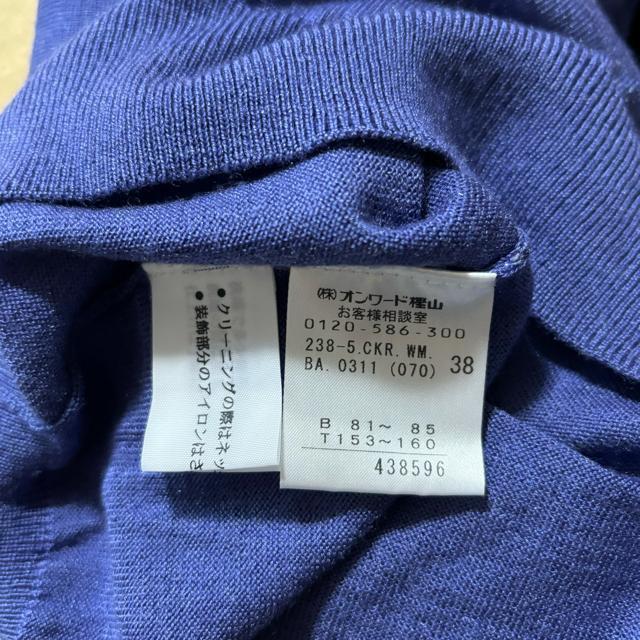 (株)オンワード樫山
お客様相談室
0120-586-300
238-5.CKR.WM.
BA.0311 (070) 38
B 81～ 85
T153～160
438596
● クリーニングの際はネッ
● 装飾部分のアイロンはさ